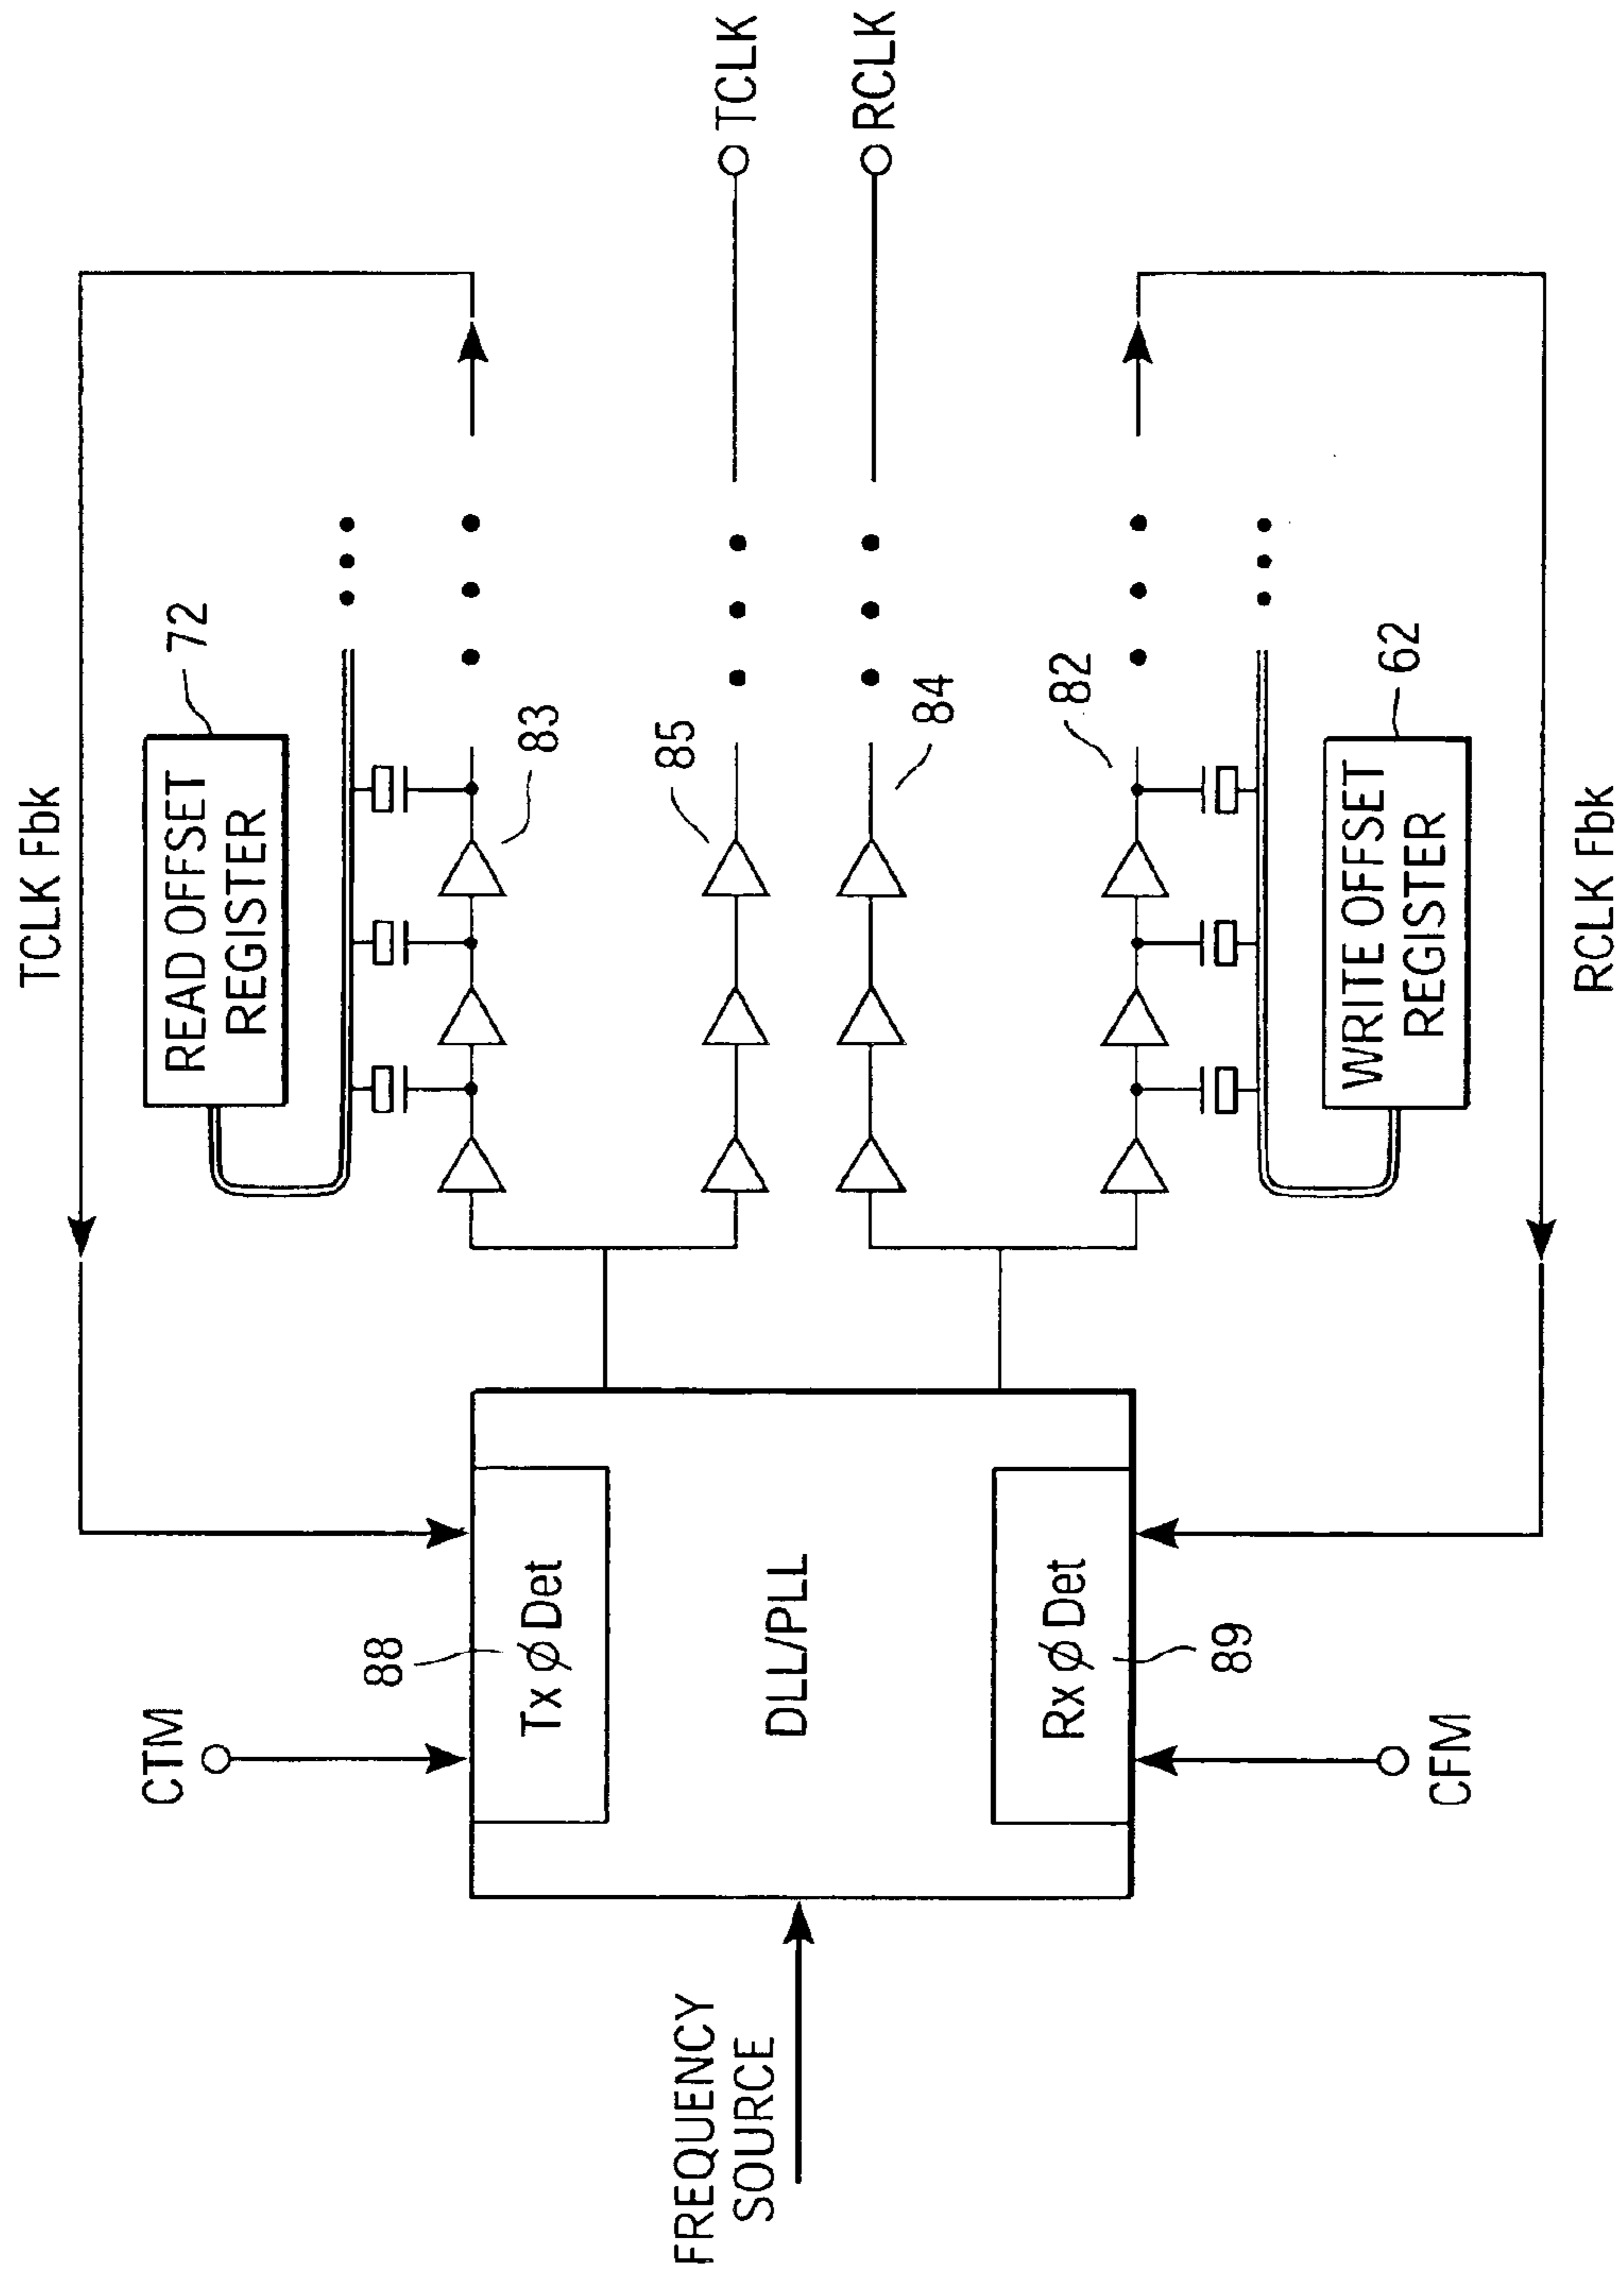 TCLK Fbk
READ OFFSET
REGISTER
72
83
CTM
88
Tx ϕ Det
85
TCLK
FREQUENCY
SOURCE
DLL/PLL
84
RCLK
Rx ϕ Det
89
82
CFM
WRITE OFFSET
REGISTER
62
RCLK Fbk